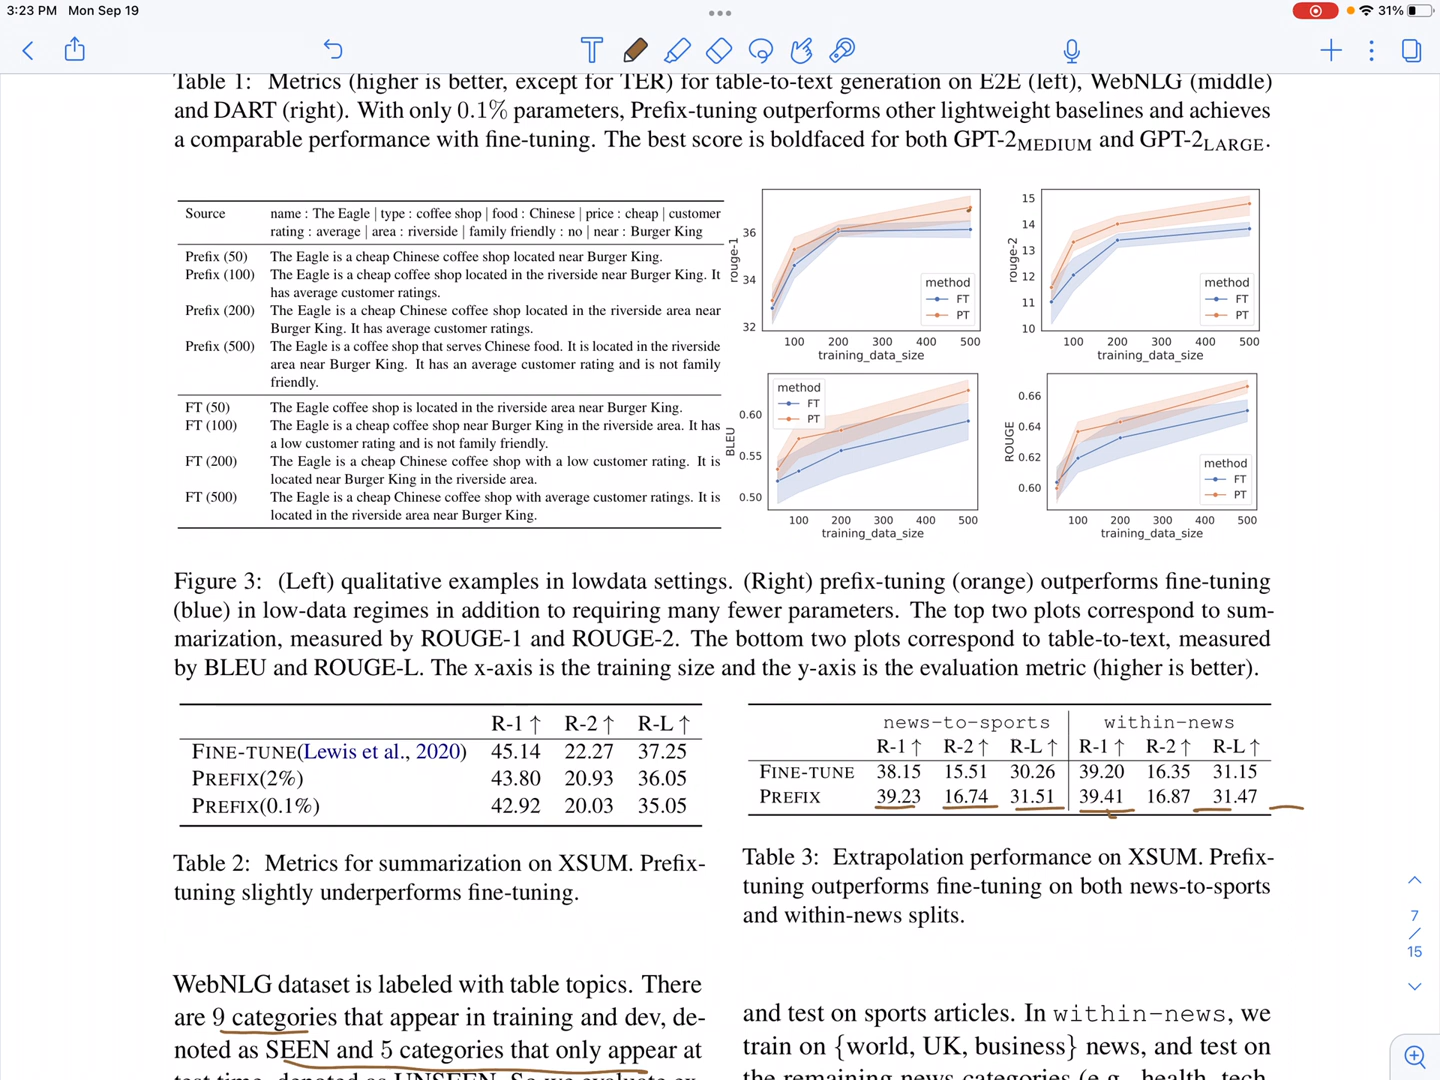 3:23 PM Mon Sep 19
31%
Table 1: Metrics (higher is better, except for TER) for table-to-text generation on E2E (left), WebNLG (middle)
and DART (right). With only 0.1% parameters, Prefix-tuning outperforms other lightweight baselines and achieves
a comparable performance with fine-tuning. The best score is boldfaced for both GPT-2MEDIUM and GPT-2LARGE.
Source name : The Eagle | type : coffee shop | food : Chinese | price : cheap | customer
rating : average | area : riverside | family friendly : no | near : Burger King
Prefix (50) The Eagle is a cheap Chinese coffee shop located near Burger King.
Prefix (100) The Eagle is a cheap coffee shop located in the riverside near Burger King. It
has average customer ratings.
Prefix (200) The Eagle is a cheap Chinese coffee shop located in the riverside area near
Burger King. It has average customer ratings.
Prefix (500) The Eagle is a coffee shop that serves Chinese food. It is located in the riverside
area near Burger King. It has an average customer rating and is not family
friendly.
FT (50) The Eagle coffee shop is located in the riverside area near Burger King.
FT (100) The Eagle is a cheap coffee shop near Burger King in the riverside area. It has
a low customer rating and is not family friendly.
FT (200) The Eagle is a cheap Chinese coffee shop with a low customer rating. It is
located near Burger King in the riverside area.
FT (500) The Eagle is a cheap Chinese coffee shop with average customer ratings. It is
located in the riverside area near Burger King.
rouge-1
36
34
32
method
FT
PT
100 200 300 400 500
training_data_size
rouge-2
15
14
13
12
11
10
method
FT
PT
100 200 300 400 500
training_data_size
BLEU
0.60
0.55
0.50
method
FT
PT
100 200 300 400 500
training_data_size
ROUGE
0.66
0.64
0.62
0.60
method
FT
PT
100 200 300 400 500
training_data_size
Figure 3: (Left) qualitative examples in lowdata settings. (Right) prefix-tuning (orange) outperforms fine-tuning
(blue) in low-data regimes in addition to requiring many fewer parameters. The top two plots correspond to sum-
marization, measured by ROUGE-1 and ROUGE-2. The bottom two plots correspond to table-to-text, measured
by BLEU and ROUGE-L. The x-axis is the training size and the y-axis is the evaluation metric (higher is better).
R-1 ↑ R-2 ↑ R-L ↑
FINE-TUNE(Lewis et al., 2020) 45.14 22.27 37.25
PREFIX(2%) 43.80 20.93 36.05
PREFIX(0.1%) 42.92 20.03 35.05
Table 2: Metrics for summarization on XSUM. Prefix-
tuning slightly underperforms fine-tuning.
news-to-sports within-news
R-1 ↑ R-2 ↑ R-L ↑ R-1 ↑ R-2 ↑ R-L ↑
FINE-TUNE 38.15 15.51 30.26 39.20 16.35 31.15
PREFIX 39.23 16.74 31.51 39.41 16.87 31.47
Table 3: Extrapolation performance on XSUM. Prefix-
tuning outperforms fine-tuning on both news-to-sports
and within-news splits.
WebNLG dataset is labeled with table topics. There
are 9 categories that appear in training and dev, de-
noted as SEEN and 5 categories that only appear at
test time, denoted as UNSEEN. So we evaluate ex-
and test on sports articles. In within-news, we
train on {world, UK, business} news, and test on
the remaining news categories (e.g., health, tech-
7
/
15